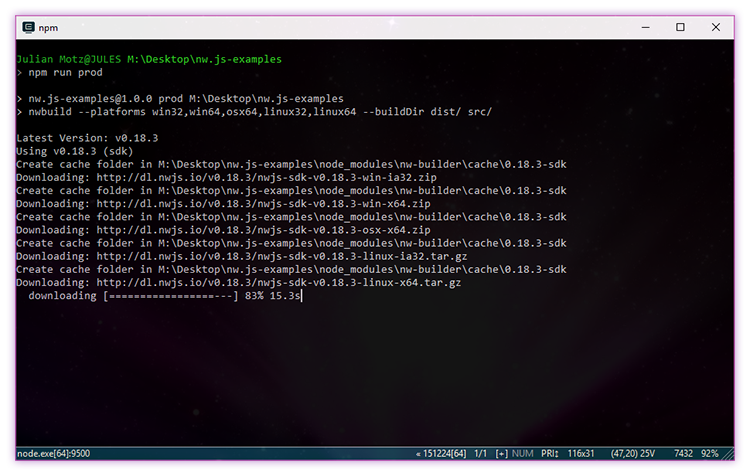 npm
Julian Motz@JULES M:\Desktop\nw.js-examples
> npm run prod
> nw.js-examples@1.0.0 prod M:\Desktop\nw.js-examples
> nwbuild --platforms win32,win64,osx64,linux32,linux64 --buildDir dist/ src/
Latest Version: v0.18.3
Using v0.18.3 (sdk)
Create cache folder in M:\Desktop\nw.js-examples\node_modules\nw-builder\cache\0.18.3-sdk
Downloading: http://dl.nwjs.io/v0.18.3/nwjs-sdk-v0.18.3-win-ia32.zip
Create cache folder in M:\Desktop\nw.js-examples\node_modules\nw-builder\cache\0.18.3-sdk
Downloading: http://dl.nwjs.io/v0.18.3/nwjs-sdk-v0.18.3-win-x64.zip
Create cache folder in M:\Desktop\nw.js-examples\node_modules\nw-builder\cache\0.18.3-sdk
Downloading: http://dl.nwjs.io/v0.18.3/nwjs-sdk-v0.18.3-osx-x64.zip
Create cache folder in M:\Desktop\nw.js-examples\node_modules\nw-builder\cache\0.18.3-sdk
Downloading: http://dl.nwjs.io/v0.18.3/nwjs-sdk-v0.18.3-linux-ia32.tar.gz
Create cache folder in M:\Desktop\nw.js-examples\node_modules\nw-builder\cache\0.18.3-sdk
Downloading: http://dl.nwjs.io/v0.18.3/nwjs-sdk-v0.18.3-linux-x64.tar.gz
downloading [=================---] 83% 15.3s
node.exe[64]:9500 « 151224[64] 1/1 [+] NUM PRI↕ 116x31 (47,20) 25V 7432 92%